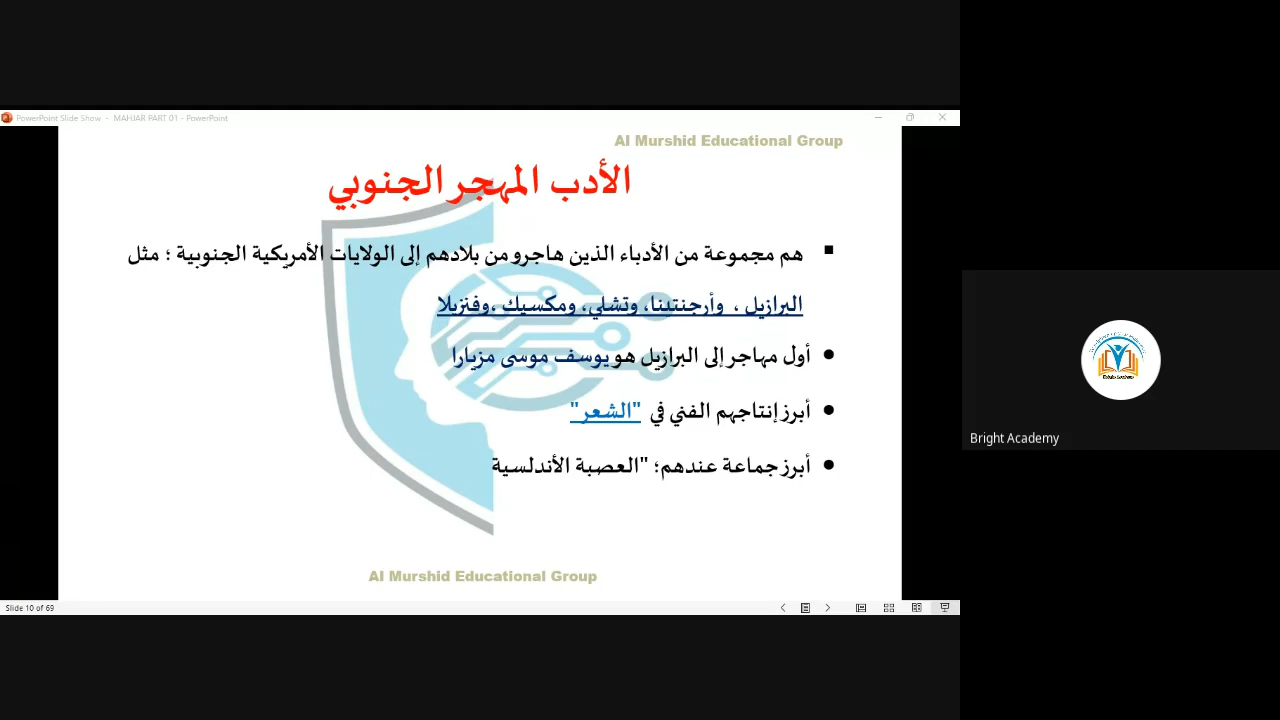 PowerPoint Slide Show - MAHJAR PART 01 - PowerPoint
Al Murshid Educational Group
الأدب المهجر الجنوبي
هم مجموعة من الأدباء الذين هاجرو من بلادهم إلى الولايات الأمريكية الجنوبية ؛ مثل
البرازيل ، وأرجنتدنا، وتشلي، ومكسيك ،وفنزيلا
أول مهاجر إلى البرازيل هو يوسف موسى مزيارا
أبرز إنتاجهم الفني في "الشعر"
أبرز جماعة عندهم؛ "العصبة الأندلسية
Al Murshid Educational Group
Slide 10 of 69
Bright Academy